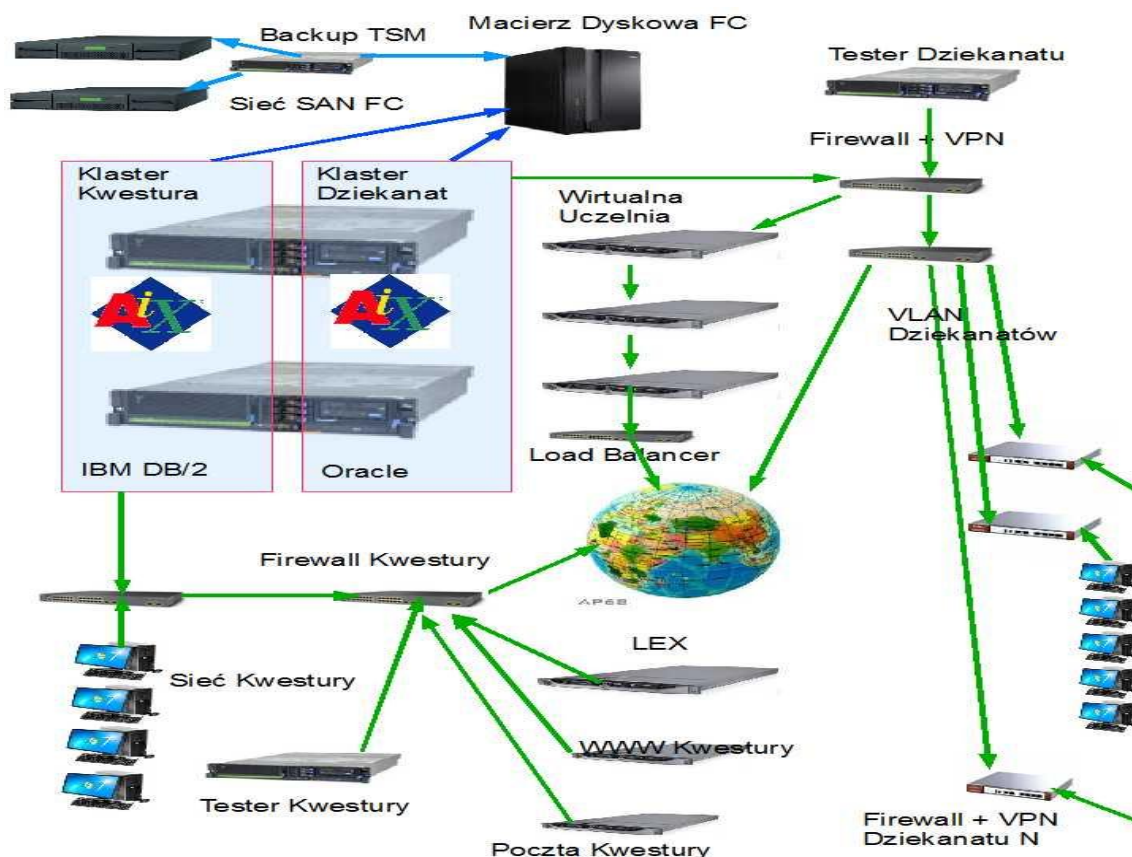 Macierz Dyskowa FC
Backup TSM
Sieć SAN FC
Tester Dziekanatu
Firewall + VPN
Klaster
Kwestura
Klaster
Dziekanat
Wirtualna
Uczelnia
AiX
AiX
VLAN
Dziekanatów
IBM DB/2
Oracle
Load Balancer
Firewall Kwestury
AP68
LEX
Sieć Kwestury
WWW Kwestury
Tester Kwestury
Firewall + VPN
Dziekanatu N
Poczta Kwestury